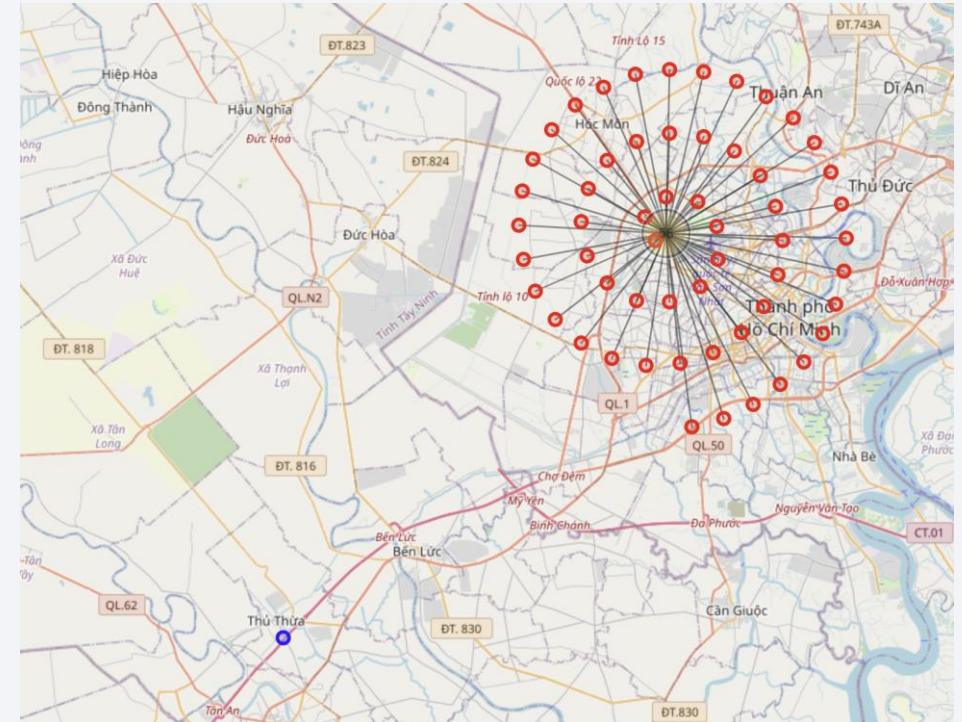 ĐT.743A
Tỉnh Lộ 15
ĐT.823
Hiệp Hòa
Quốc lộ 22
Thuận An
Dĩ An
Đông Thành
Hậu Nghĩa
Hóc Môn
Đức Hoà
ĐT.824
Thủ Đức
Đức Hòa
Xã Đức
Huệ
QL.N2
Tỉnh lộ 10
Đỗ Xuân Hợp
Tỉnh Tây Ninh
Sơn
Nhất
Thành phố
Hồ Chí Minh
ĐT. 818
Xã Thạnh
Lợi
QL.1
Xã Tân
Long
QL.50
Nhà Bè
ĐT. 816
Chợ Đệm
Mỹ Yên
Bến Lức
Bình Chánh
Đa Phước
Nguyễn Văn Tạo
CT.01
Bến Lức
QL.62
Thủ Thừa
Cần Giuộc
ĐT. 830
Tân An
ĐT.830